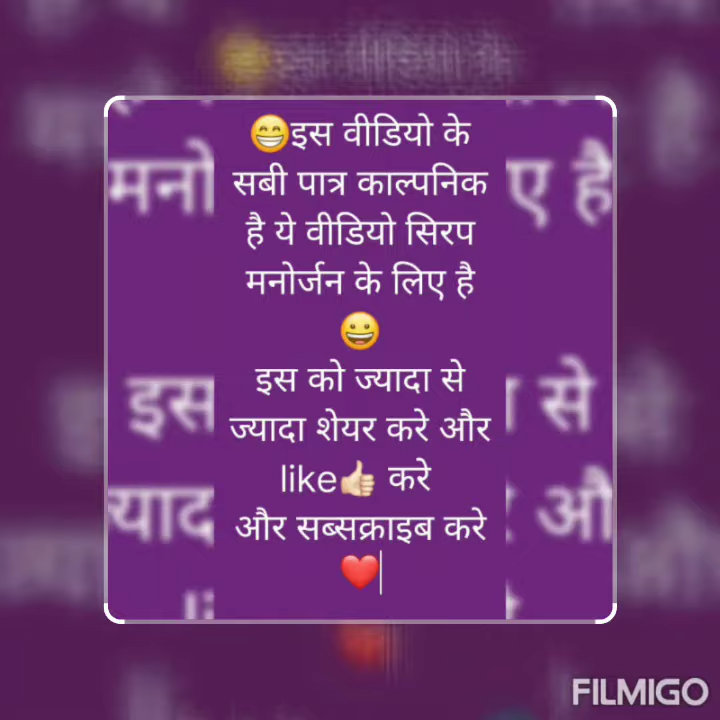 😁इस वीडियो के
सबी पात्र काल्पनिक
है ये वीडियो सिरप
मनोर्जन के लिए है
😀
इस को ज्यादा से
ज्यादा शेयर करे और
like👍🏻 करे
और सब्सक्राइब करे
❤️
FILMIGO